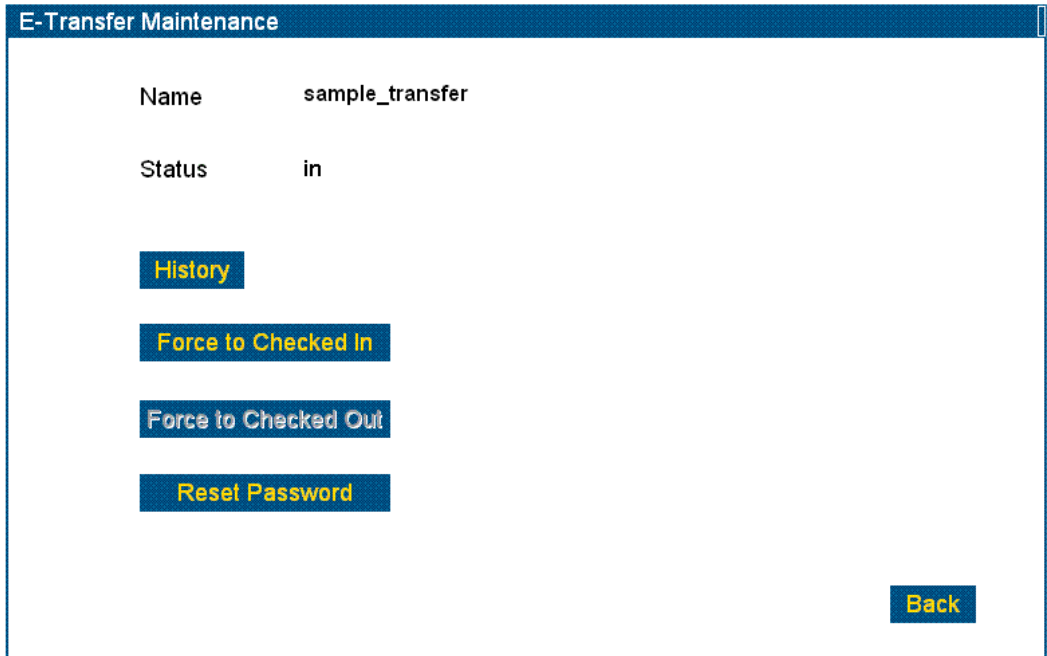 E-Transfer Maintenance
Name sample_transfer
Status in
History
Force to Checked In
Force to Checked Out
Reset Password
Back